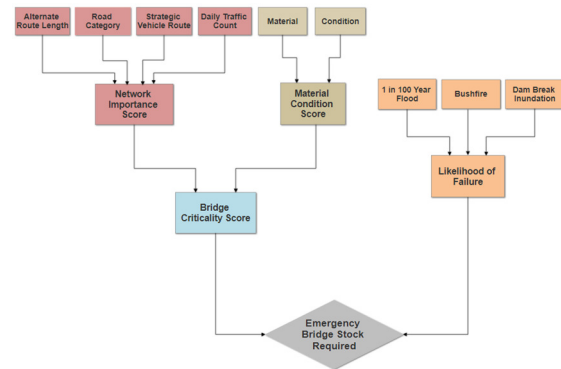 Alternate
Route Length
Road
Category
Strategic
Vehicle Route
Daily Traffic
Count
Material
Condition
Network
Importance
Score
Material
Condition
Score
1 in 100 Year
Flood
Bushfire
Dam Break
Inundation
Likelihood of
Failure
Bridge
Criticality Score
Emergency
Bridge Stock
Required